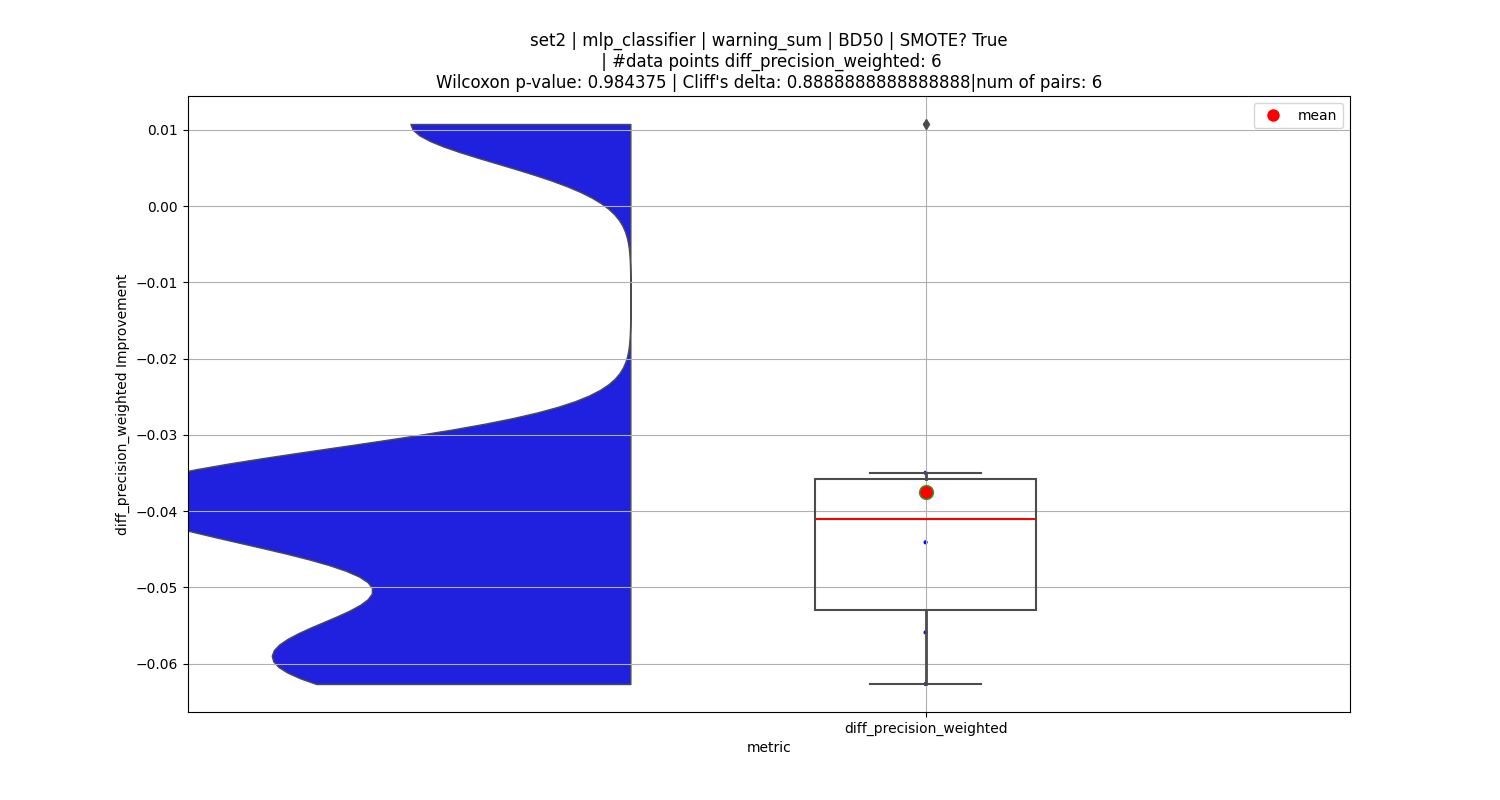 set2 | mlp_classifier | warning_sum | BD50 | SMOTE? True
| #data points diff_precision_weighted: 6
Wilcoxon p-value: 0.984375 | Cliff's delta: 0.8888888888888888|num of pairs: 6
mean
0.01
0.00
−0.01
−0.02
−0.03
−0.04
−0.05
−0.06
diff_precision_weighted Improvement
diff_precision_weighted
metric